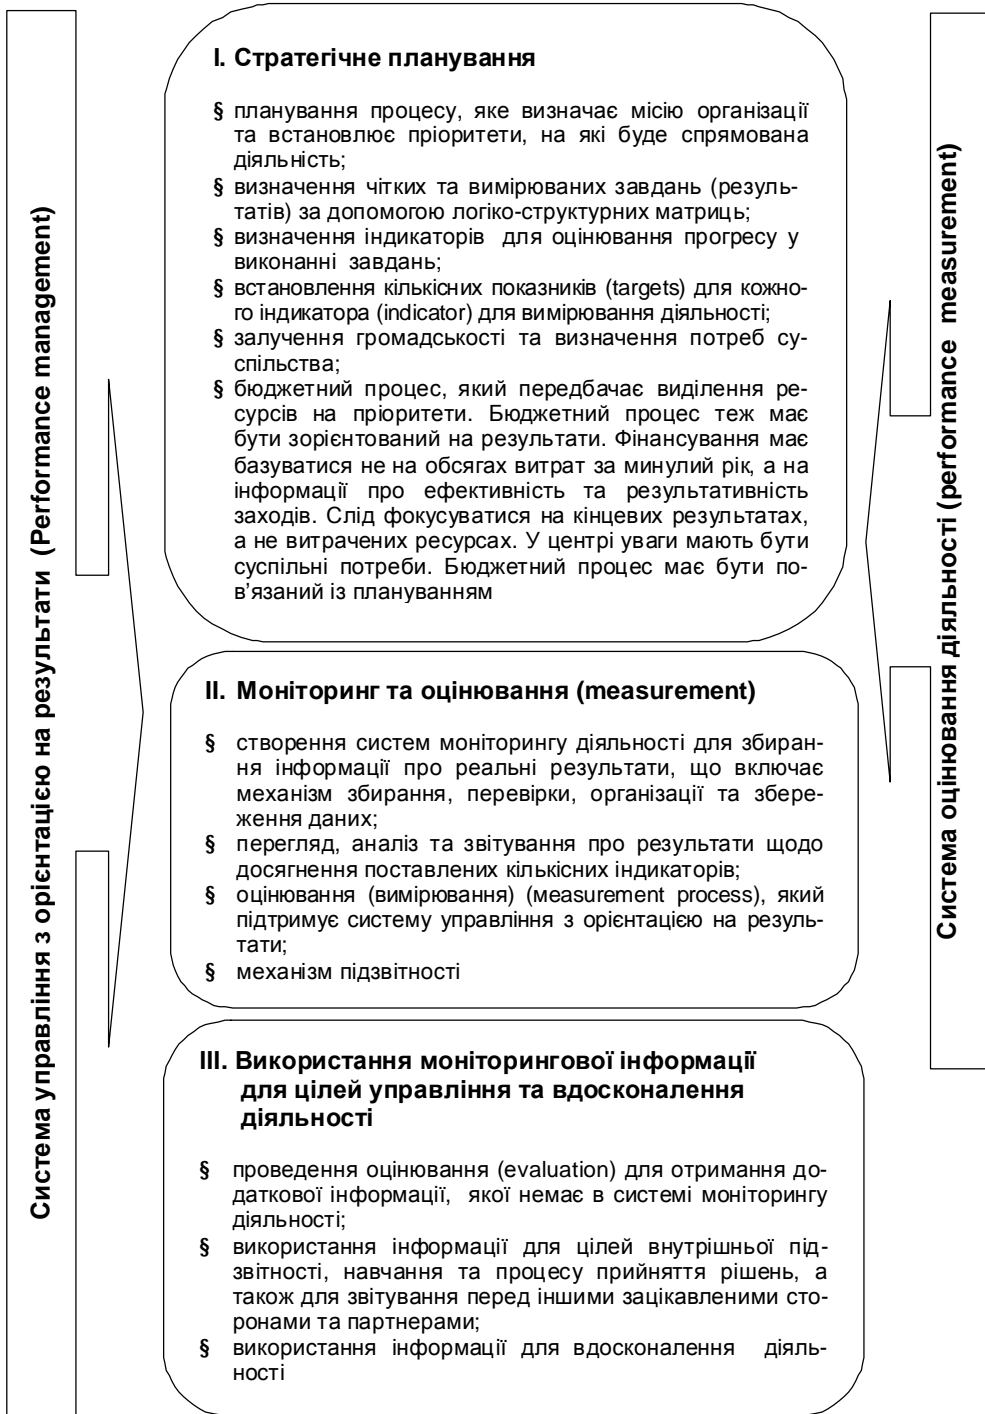 Система управління з орієнтацією на результати (Performance management)
I. Стратегічне планування
§ планування процесу, яке визначає місію організації
та встановлює пріоритети, на які буде спрямована
діяльність;
§ визначення чітких та вимірюваних завдань (резуль-
татів) за допомогою логіко-структурних матриць;
§ визначення індикаторів для оцінювання прогресу у
виконанні завдань;
§ встановлення кількісних показників (targets) для кожно-
го індикатора (indicator) для вимірювання діяльності;
§ залучення громадськості та визначення потреб су-
спільства;
§ бюджетний процес, який передбачає виділення ре-
сурсів на пріоритети. Бюджетний процес теж має
бути зорієнтований на результати. Фінансування має
базуватися не на обсягах витрат за минулий рік, а на
інформації про ефективність та результативність
заходів. Слід фокусуватися на кінцевих результатах,
а не витрачених ресурсах. У центрі уваги мають бути
суспільні потреби. Бюджетний процес має бути по-
в’язаний із плануванням
II. Моніторинг та оцінювання (measurement)
§ створення систем моніторингу діяльності для збиран-
ня інформації про реальні результати, що включає
механізм збирання, перевірки, організації та збере-
ження даних;
§ перегляд, аналіз та звітування про результати щодо
досягнення поставлених кількісних індикаторів;
§ оцінювання (вимірювання) (measurement process), який
підтримує систему управління з орієнтацією на резуль-
тати;
§ механізм підзвітності
III. Використання моніторингової інформації
для цілей управління та вдосконалення
діяльності
§ проведення оцінювання (evaluation) для отримання до-
даткової інформації, якої немає в системі моніторингу
діяльності;
§ використання інформації для цілей внутрішньої під-
звітності, навчання та процесу прийняття рішень, а
також для звітування перед іншими зацікавленими сто-
ронами та партнерами;
§ використання інформації для вдосконалення діяль-
ності
Система оцінювання діяльності (performance measurement)